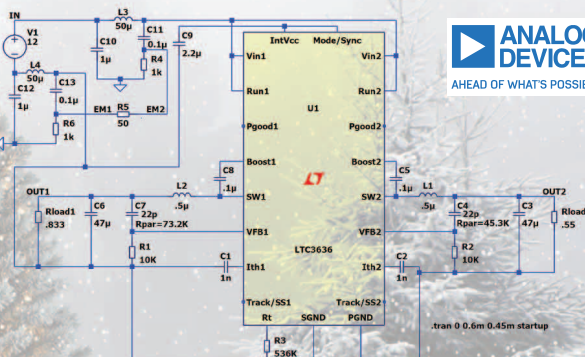 IN
L3
50µ
V1
12
C10
1µ
C11
0.1µ
R4
1k
C9
2.2µ
L4
50µ
C12
1µ
C13
0.1µ
EM1
R5
50
EM2
R6
1k
IntVcc
Mode/Sync
Vin1
Vin2
Run1
Run2
U1
Pgood1
Pgood2
Boost1
Boost2
SW1
SW2
VFB1
VFB2
LTC3636
Ith1
Ith2
Track/SS1
Track/SS2
Rt
SGND
PGND
C8
.1µ
C5
.1µ
OUT1
L2
.5µ
L1
.5µ
OUT2
Rload1
.833
C6
47µ
C7
22p
Rpar=73.2K
C4
22p
Rpar=45.3K
C3
47µ
Rload
.55
R1
10K
R2
10K
C1
1n
C2
1n
R3
536K
.tran 0 0.6m 0.45m startup
ANALOG
DEVICE
AHEAD OF WHAT'S POSSI